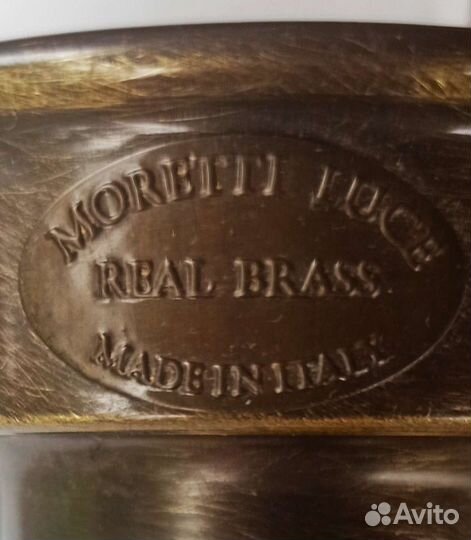 MORETTI LUCE
REAL BRASS
MADE IN ITALY
Avito